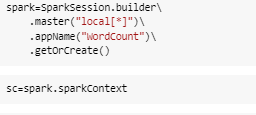 spark=SparkSession.builder\
.master("local[*]")\
.appName("WordCount")\
.getOrCreate()
sc=spark.sparkContext